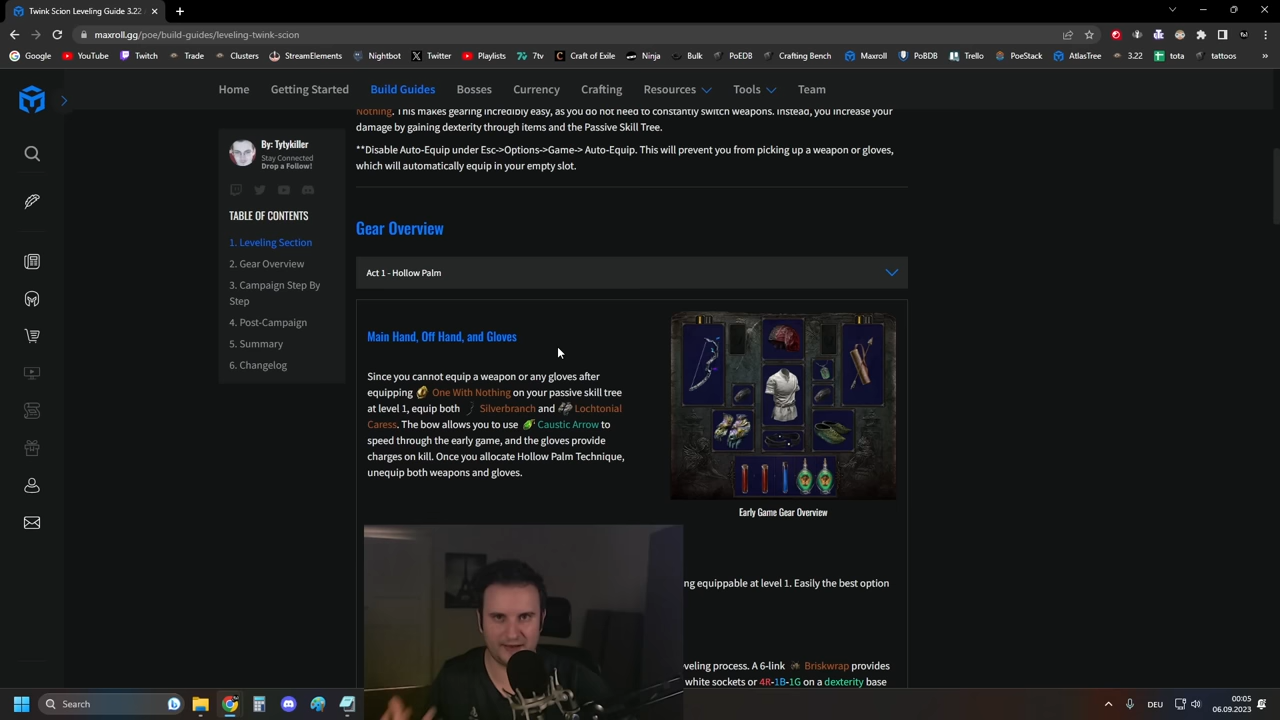 Twink Scion Leveling Guide 3.22
maxroll.gg/poe/build-guides/leveling-twink-scion
Google YouTube Twitch Trade Clusters StreamElements Nightbot Twitter Playlists 7tv Craft of Exile Ninja Bulk PoEDB Crafting Bench Maxroll PoBDB Trello PoeStack AtlasTree 3.22 tota tattoos
Home Getting Started Build Guides Bosses Currency Crafting Resources Tools Team
Nothing. This makes gearing incredibly easy, as you do not need to constantly switch weapons. Instead, you increase your
damage by gaining dexterity through items and the Passive Skill Tree.
**Disable Auto-Equip under Esc->Options->Game-> Auto-Equip. This will prevent you from picking up a weapon or gloves,
which will automatically equip in your empty slot.
By: Tytykiller
Stay Connected
Drop a Follow!
TABLE OF CONTENTS
1. Leveling Section
2. Gear Overview
3. Campaign Step By
Step
4. Post-Campaign
5. Summary
6. Changelog
Gear Overview
Act 1 - Hollow Palm
Main Hand, Off Hand, and Gloves
Since you cannot equip a weapon or any gloves after
equipping One With Nothing on your passive skill tree
at level 1, equip both Silverbranch and Lochtonial
Caress. The bow allows you to use Caustic Arrow to
speed through the early game, and the gloves provide
charges on kill. Once you allocate Hollow Palm Technique,
unequip both weapons and gloves.
Early Game Gear Overview
ng equippable at level 1. Easily the best option
veling process. A 6-link Briskwrap provides
white sockets or 4R-1B-1G on a dexterity base
Search
DEU
00:05
06.09.2023